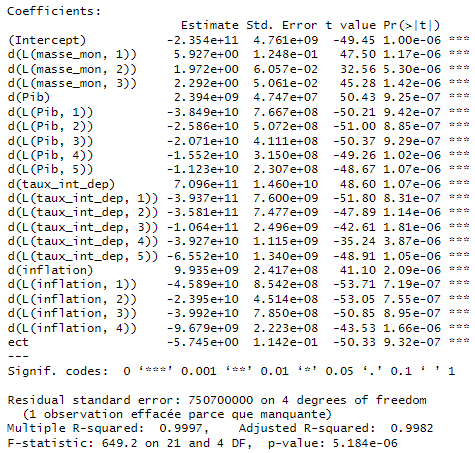 Coefficients:
                        Estimate Std. Error t value Pr(>|t|)
(Intercept)           -2.354e+11  4.761e+09  -49.45 1.00e-06 ***
d(L(masse_mon, 1))     5.927e+00  1.248e-01   47.50 1.17e-06 ***
d(L(masse_mon, 2))     1.972e+00  6.057e-02   32.56 5.30e-06 ***
d(L(masse_mon, 3))     2.292e+00  5.061e-02   45.28 1.42e-06 ***
d(Pib)                 2.394e+09  4.747e+07   50.43 9.25e-07 ***
d(L(Pib, 1))          -3.849e+10  7.667e+08  -50.21 9.42e-07 ***
d(L(Pib, 2))          -2.586e+10  5.072e+08  -51.00 8.85e-07 ***
d(L(Pib, 3))          -2.071e+10  4.111e+08  -50.37 9.29e-07 ***
d(L(Pib, 4))          -1.552e+10  3.150e+08  -49.26 1.02e-06 ***
d(L(Pib, 5))          -1.123e+10  2.307e+08  -48.67 1.07e-06 ***
d(taux_int_dep)        7.096e+11  1.460e+10   48.60 1.07e-06 ***
d(L(taux_int_dep, 1)) -3.937e+11  7.600e+09  -51.80 8.31e-07 ***
d(L(taux_int_dep, 2)) -3.581e+11  7.477e+09  -47.89 1.14e-06 ***
d(L(taux_int_dep, 3)) -1.064e+11  2.496e+09  -42.61 1.81e-06 ***
d(L(taux_int_dep, 4)) -3.927e+10  1.115e+09  -35.24 3.87e-06 ***
d(L(taux_int_dep, 5)) -6.552e+10  1.340e+09  -48.91 1.05e-06 ***
d(inflation)           9.935e+09  2.417e+08   41.10 2.09e-06 ***
d(L(inflation, 1))    -4.589e+10  8.542e+08  -53.71 7.19e-07 ***
d(L(inflation, 2))    -2.395e+10  4.514e+08  -53.05 7.55e-07 ***
d(L(inflation, 3))    -3.992e+10  7.850e+08  -50.85 8.95e-07 ***
d(L(inflation, 4))    -9.679e+09  2.223e+08  -43.53 1.66e-06 ***
ect                   -5.745e+00  1.142e-01  -50.33 9.32e-07 ***
---
Signif. codes:  0 ‘***’ 0.001 ‘**’ 0.01 ‘*’ 0.05 ‘.’ 0.1 ‘ ’ 1
Residual standard error: 750700000 on 4 degrees of freedom
  (1 observation effacée parce que manquante)
Multiple R-squared:  0.9997,    Adjusted R-squared:  0.9982
F-statistic: 649.2 on 21 and 4 DF,  p-value: 5.184e-06